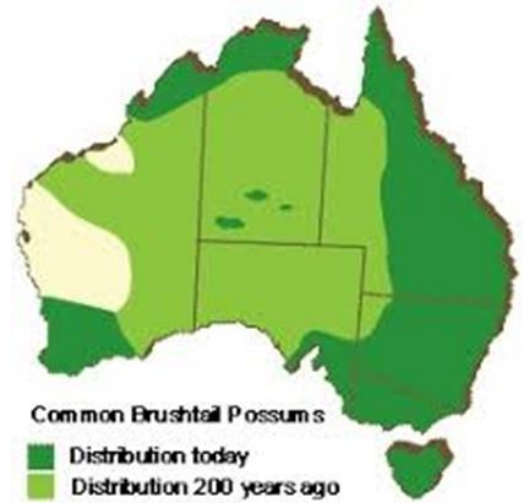 Common Brushtail Possums
Distribution today
Distribution 200 years ago